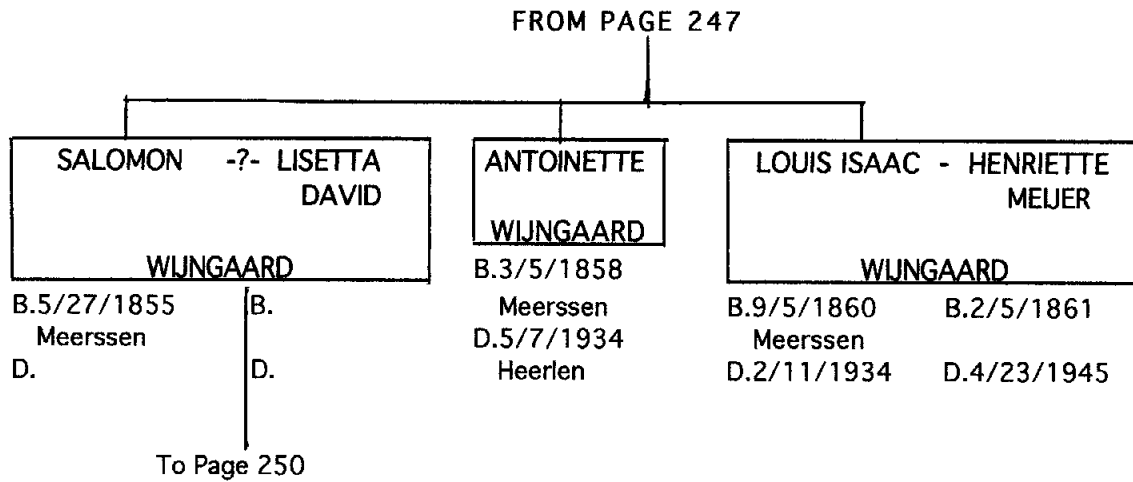 FROM PAGE 247
SALOMON -?- LISETTA
DAVID
WIJNGAARD
B.5/27/1855 B.
Meerssen
D. D.
To Page 250
ANTOINETTE
WIJNGAARD
B.3/5/1858
Meerssen
D.5/7/1934
Heerlen
LOUIS ISAAC - HENRIETTE
MEIJER
WIJNGAARD
B.9/5/1860 B.2/5/1861
Meerssen
D.2/11/1934 D.4/23/1945